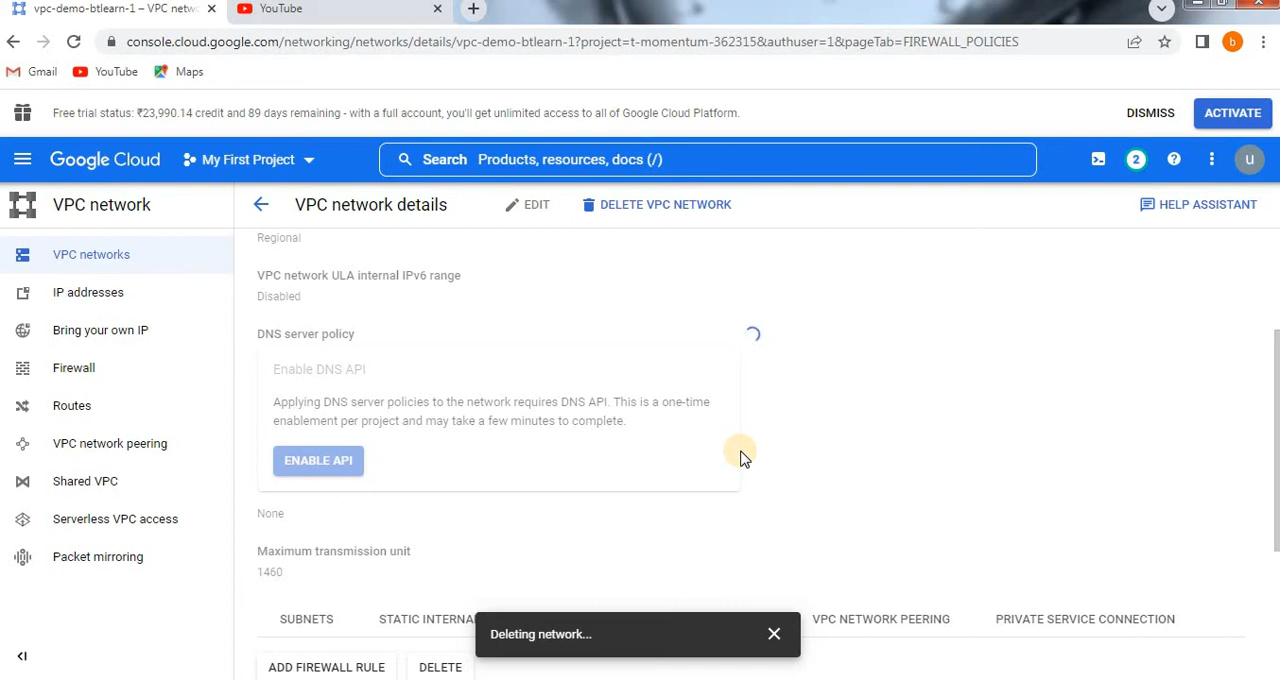 vpc-demo-btlearn-1 – VPC netwo
YouTube
console.cloud.google.com/networking/networks/details/vpc-demo-btlearn-1?project=t-momentum-362315&authuser=1&pageTab=FIREWALL_POLICIES
b
Gmail
YouTube
Maps
Free trial status: ₹23,990.14 credit and 89 days remaining - with a full account, you'll get unlimited access to all of Google Cloud Platform.
DISMISS
ACTIVATE
Google Cloud
My First Project
Search Products, resources, docs (/)
2
u
VPC network
VPC network details
EDIT
DELETE VPC NETWORK
HELP ASSISTANT
VPC networks
IP addresses
Bring your own IP
Firewall
Routes
VPC network peering
Shared VPC
Serverless VPC access
Packet mirroring
Regional
VPC network ULA internal IPv6 range
Disabled
DNS server policy
Enable DNS API
Applying DNS server policies to the network requires DNS API. This is a one-time
enablement per project and may take a few minutes to complete.
ENABLE API
None
Maximum transmission unit
1460
SUBNETS
STATIC INTERNA
VPC NETWORK PEERING
PRIVATE SERVICE CONNECTION
Deleting network...
ADD FIREWALL RULE
DELETE